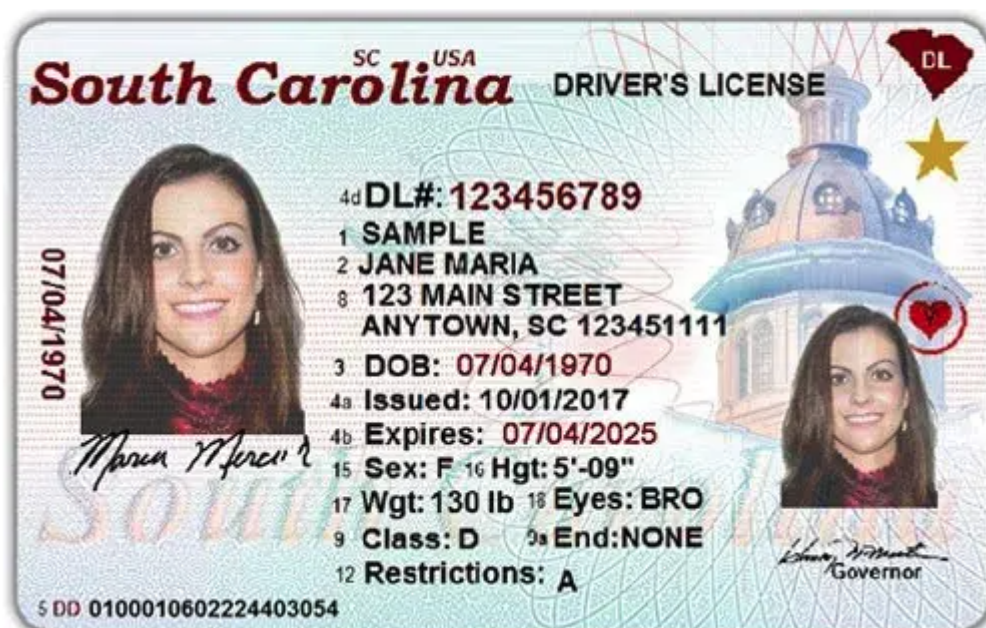 SC USA
South Carolina DRIVER'S LICENSE
DL
4d DL#: 123456789
1 SAMPLE
2 JANE MARIA
8 123 MAIN STREET
ANYTOWN, SC 123451111
07/04/1970
3 DOB: 07/04/1970
4a Issued: 10/01/2017
4b Expires: 07/04/2025
15 Sex: F 16 Hgt: 5'-09"
17 Wgt: 130 lb 18 Eyes: BRO
9 Class: D 9a End:NONE
12 Restrictions: A
South Carolina
Governor
5 DD 0100010602224403054